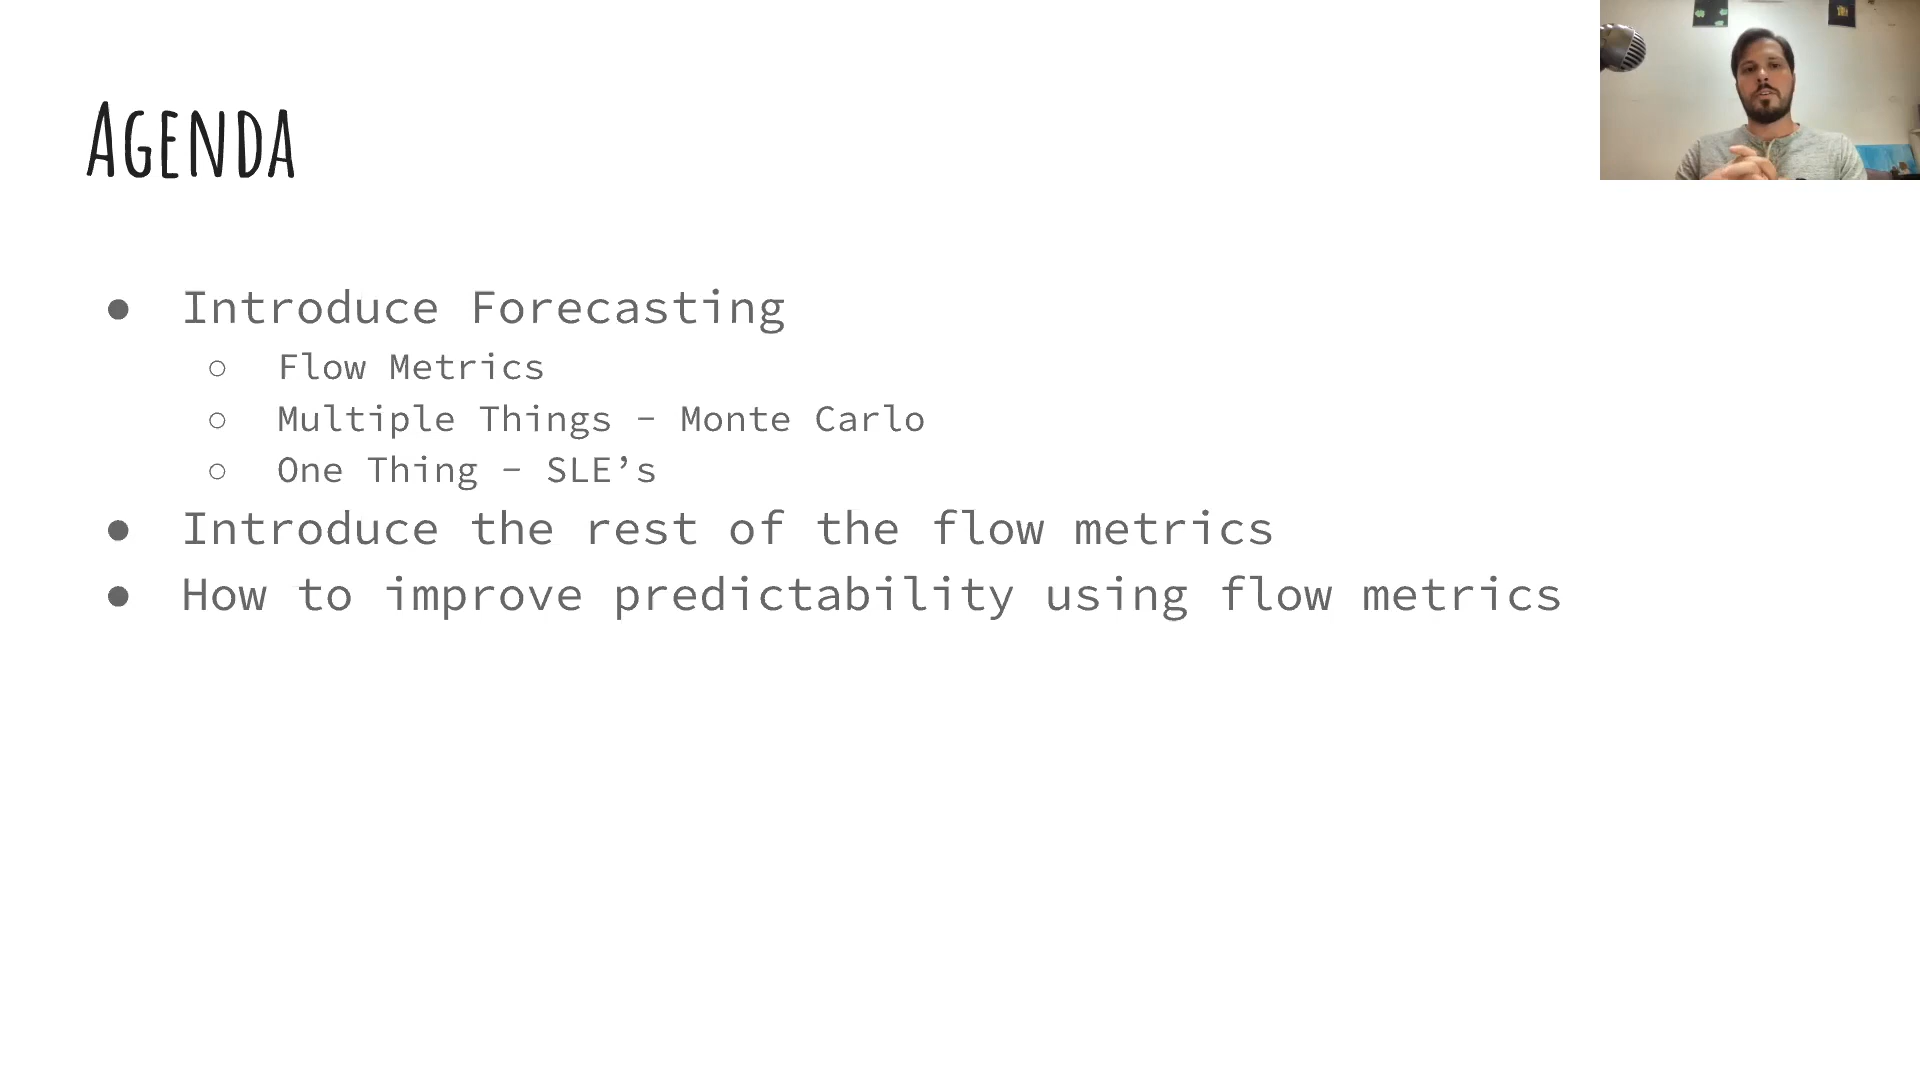 AGENDA
● Introduce Forecasting
○ Flow Metrics
○ Multiple Things – Monte Carlo
○ One Thing – SLE’s
● Introduce the rest of the flow metrics
● How to improve predictability using flow metrics